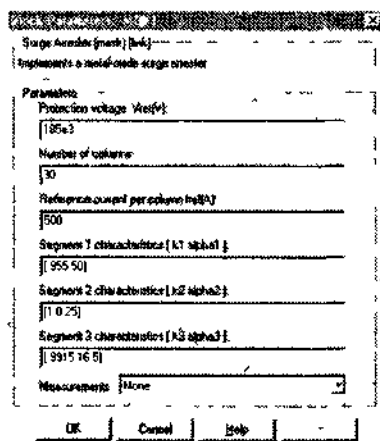 Surge Arrester (mask) (link)
Implements a metal-oxide surge arrester
Parameters
Protection voltage Vref(V):
185e3
Number of columns:
30
Reference current per column Iref(A):
500
Segment 1 characteristics [ k1 alpha1 ]:
[.955 50]
Segment 2 characteristics [ k2 alpha2 ]:
[1.0 25]
Segment 3 characteristics [ k3 alpha3 ]:
[.9915 16.5]
Measurements None
OK Cancel Help